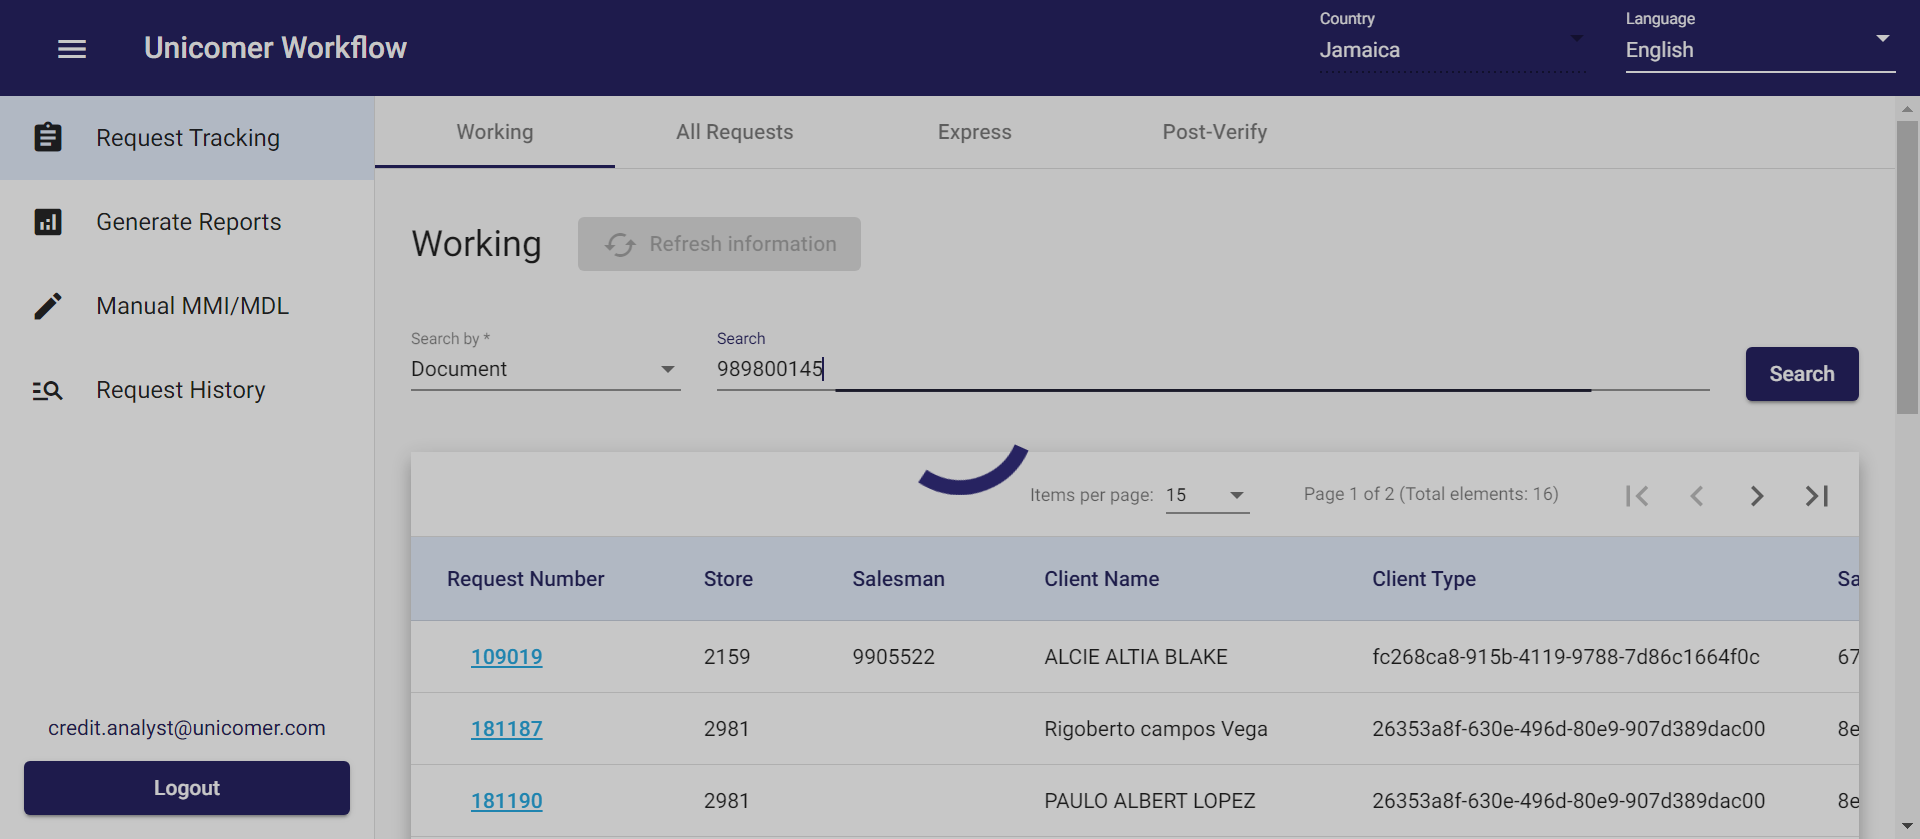 Unicomer Workflow
Country
Jamaica
Language
English
Request Tracking
Generate Reports
Manual MMI/MDL
Request History
credit.analyst@unicomer.com
Logout
Working All Requests Express Post-Verify
Working
Refresh information
Search by *
Document
Search
989800145
Search
Items per page: 15 Page 1 of 2 (Total elements: 16)
Request Number Store Salesman Client Name Client Type Sa
109019 2159 9905522 ALCIE ALTIA BLAKE fc268ca8-915b-4119-9788-7d86c1664f0c 67
181187 2981 Rigoberto campos Vega 26353a8f-630e-496d-80e9-907d389dac00 8e
181190 2981 PAULO ALBERT LOPEZ 26353a8f-630e-496d-80e9-907d389dac00 8e